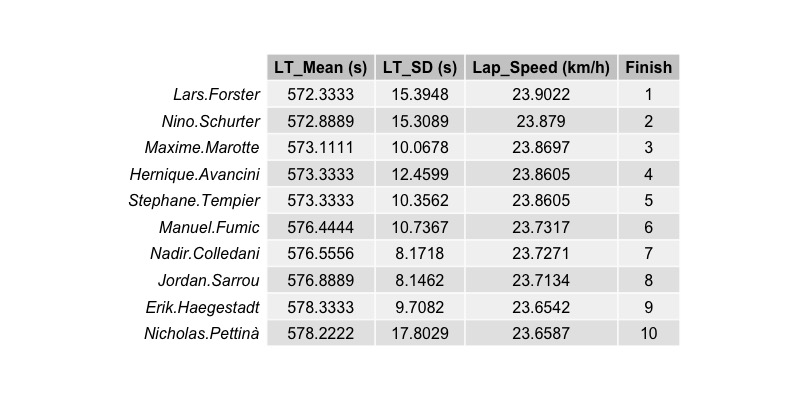 LT_Mean (s) LT_SD (s) Lap_Speed (km/h) Finish
Lars.Forster 572.3333 15.3948 23.9022 1
Nino.Schurter 572.8889 15.3089 23.879 2
Maxime.Marotte 573.1111 10.0678 23.8697 3
Hernique.Avancini 573.3333 12.4599 23.8605 4
Stephane.Tempier 573.3333 10.3562 23.8605 5
Manuel.Fumic 576.4444 10.7367 23.7317 6
Nadir.Colledani 576.5556 8.1718 23.7271 7
Jordan.Sarrou 576.8889 8.1462 23.7134 8
Erik.Haegestadt 578.3333 9.7082 23.6542 9
Nicholas.Pettinà 578.2222 17.8029 23.6587 10